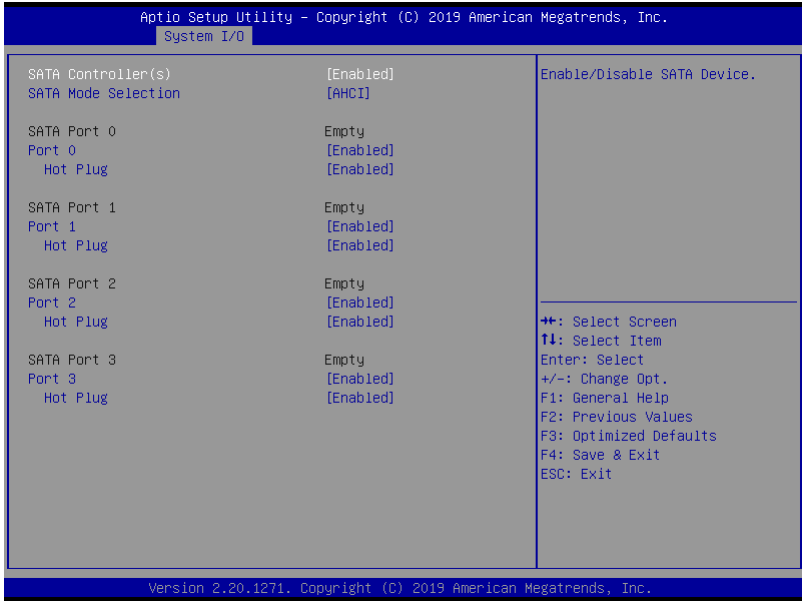 Aptio Setup Utility – Copyright (C) 2019 American Megatrends, Inc.
System I/O
SATA Controller(s) [Enabled]
SATA Mode Selection [AHCI]
SATA Port 0 Empty
Port 0 [Enabled]
Hot Plug [Enabled]
SATA Port 1 Empty
Port 1 [Enabled]
Hot Plug [Enabled]
SATA Port 2 Empty
Port 2 [Enabled]
Hot Plug [Enabled]
SATA Port 3 Empty
Port 3 [Enabled]
Hot Plug [Enabled]
Enable/Disable SATA Device.
→←: Select Screen
↑↓: Select Item
Enter: Select
+/-: Change Opt.
F1: General Help
F2: Previous Values
F3: Optimized Defaults
F4: Save & Exit
ESC: Exit
Version 2.20.1271. Copyright (C) 2019 American Megatrends, Inc.